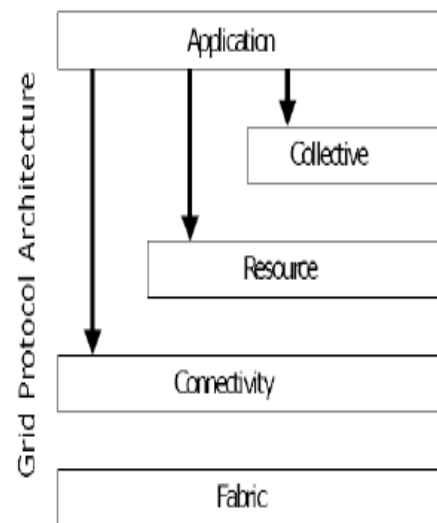 Grid Protocol Architecture
Application
Collective
Resource
Connectivity
Fabric